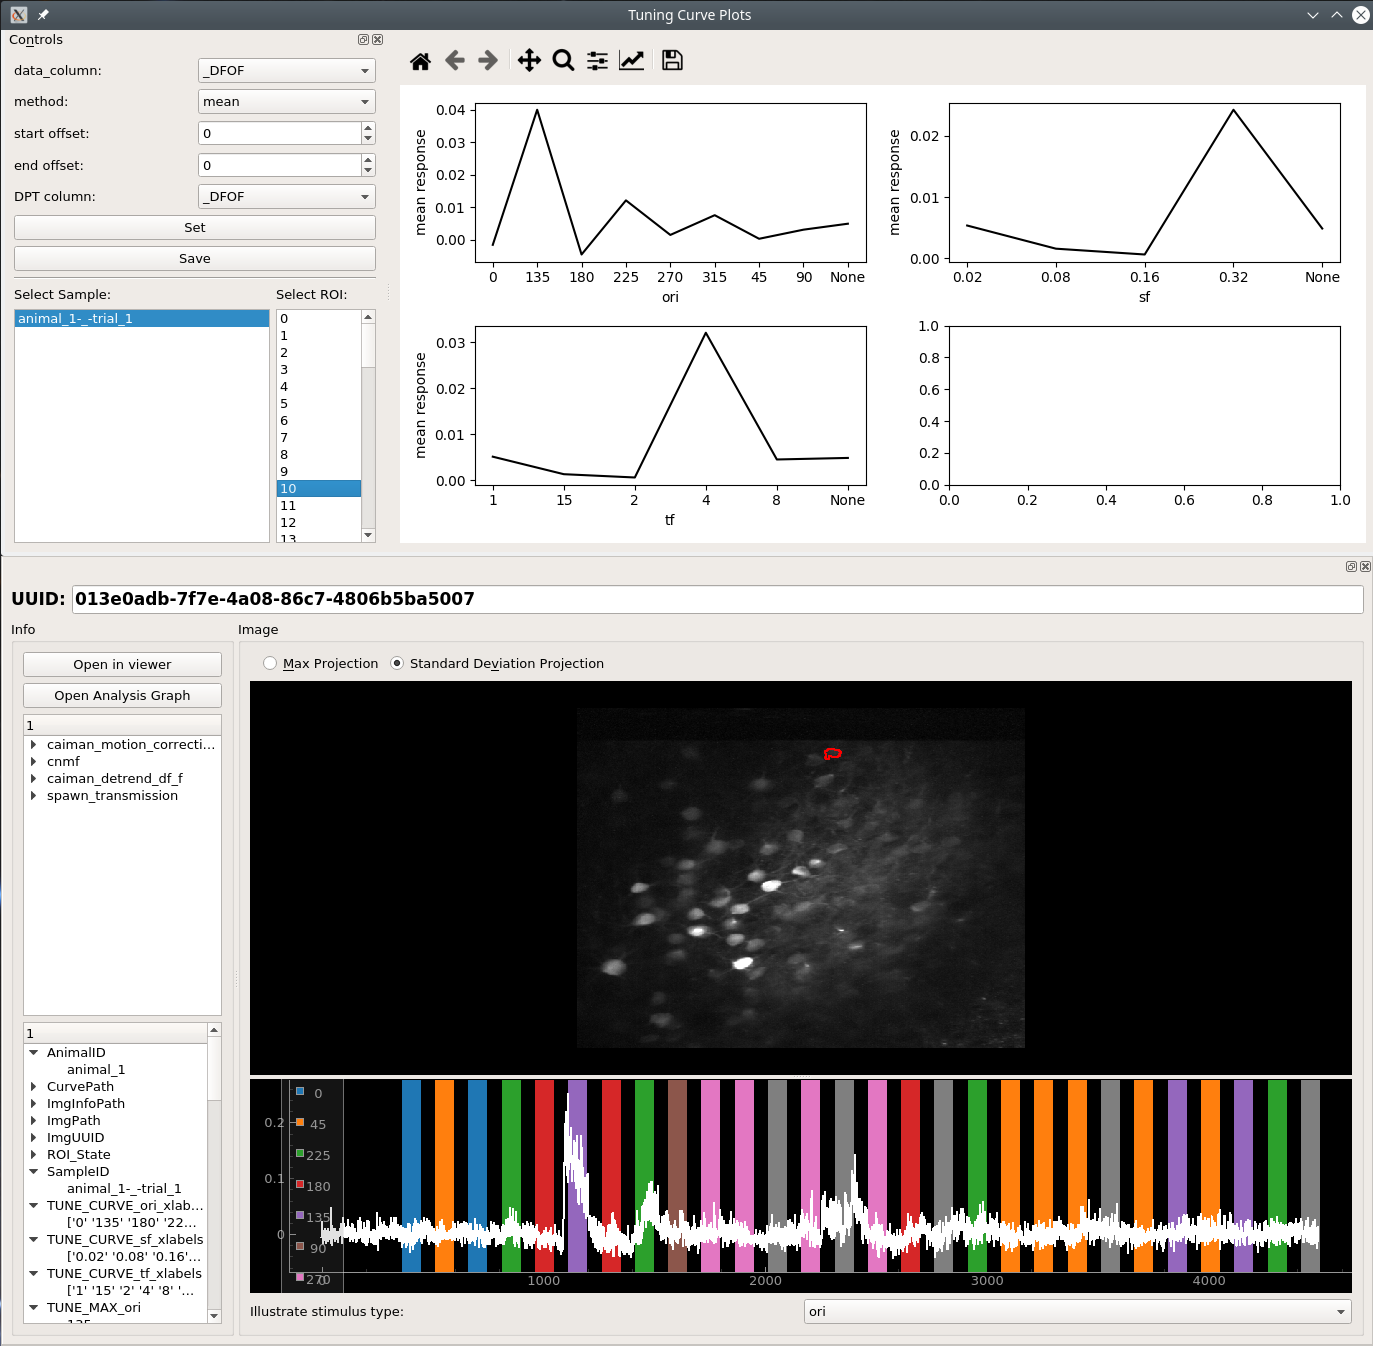 Tuning Curve Plots
Controls
data_column:
_DFOF
method:
mean
start offset:
0
end offset:
0
DPT column:
_DFOF
Set
Save
Select Sample:
Select ROI:
animal_1-_-trial_1
0
1
2
3
4
5
6
7
8
9
10
11
12
13
mean response
0.04
0.03
0.02
0.01
0.00
0 135 180 225 270 315 45 90 None
ori
mean response
0.02
0.01
0.00
0.02 0.08 0.16 0.32 None
sf
mean response
0.03
0.02
0.01
0.00
1 15 2 4 8 None
tf
1.0
0.8
0.6
0.4
0.2
0.0
0.0 0.2 0.4 0.6 0.8 1.0
UUID: 013e0adb-7f7e-4a08-86c7-4806b5ba5007
Info
Image
Open in viewer
Open Analysis Graph
1
caiman_motion_correcti...
cnmf
caiman_detrend_df_f
spawn_transmission
1
AnimalID
animal_1
CurvePath
ImgInfoPath
ImgPath
ImgUUID
ROI_State
SampleID
animal_1-_-trial_1
TUNE_CURVE_ori_xlab...
['0' '135' '180' '22...
TUNE_CURVE_sf_xlabels
['0.02' '0.08' '0.16'...
TUNE_CURVE_tf_xlabels
['1' '15' '2' '4' '8' '...
TUNE_MAX_ori
135
Max Projection
Standard Deviation Projection
0.2
0.1
0
0
45
225
180
135
90
270
0 1000 2000 3000 4000
Illustrate stimulus type:
ori